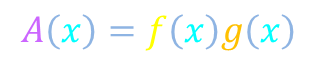 A(x) = f(x)g(x)